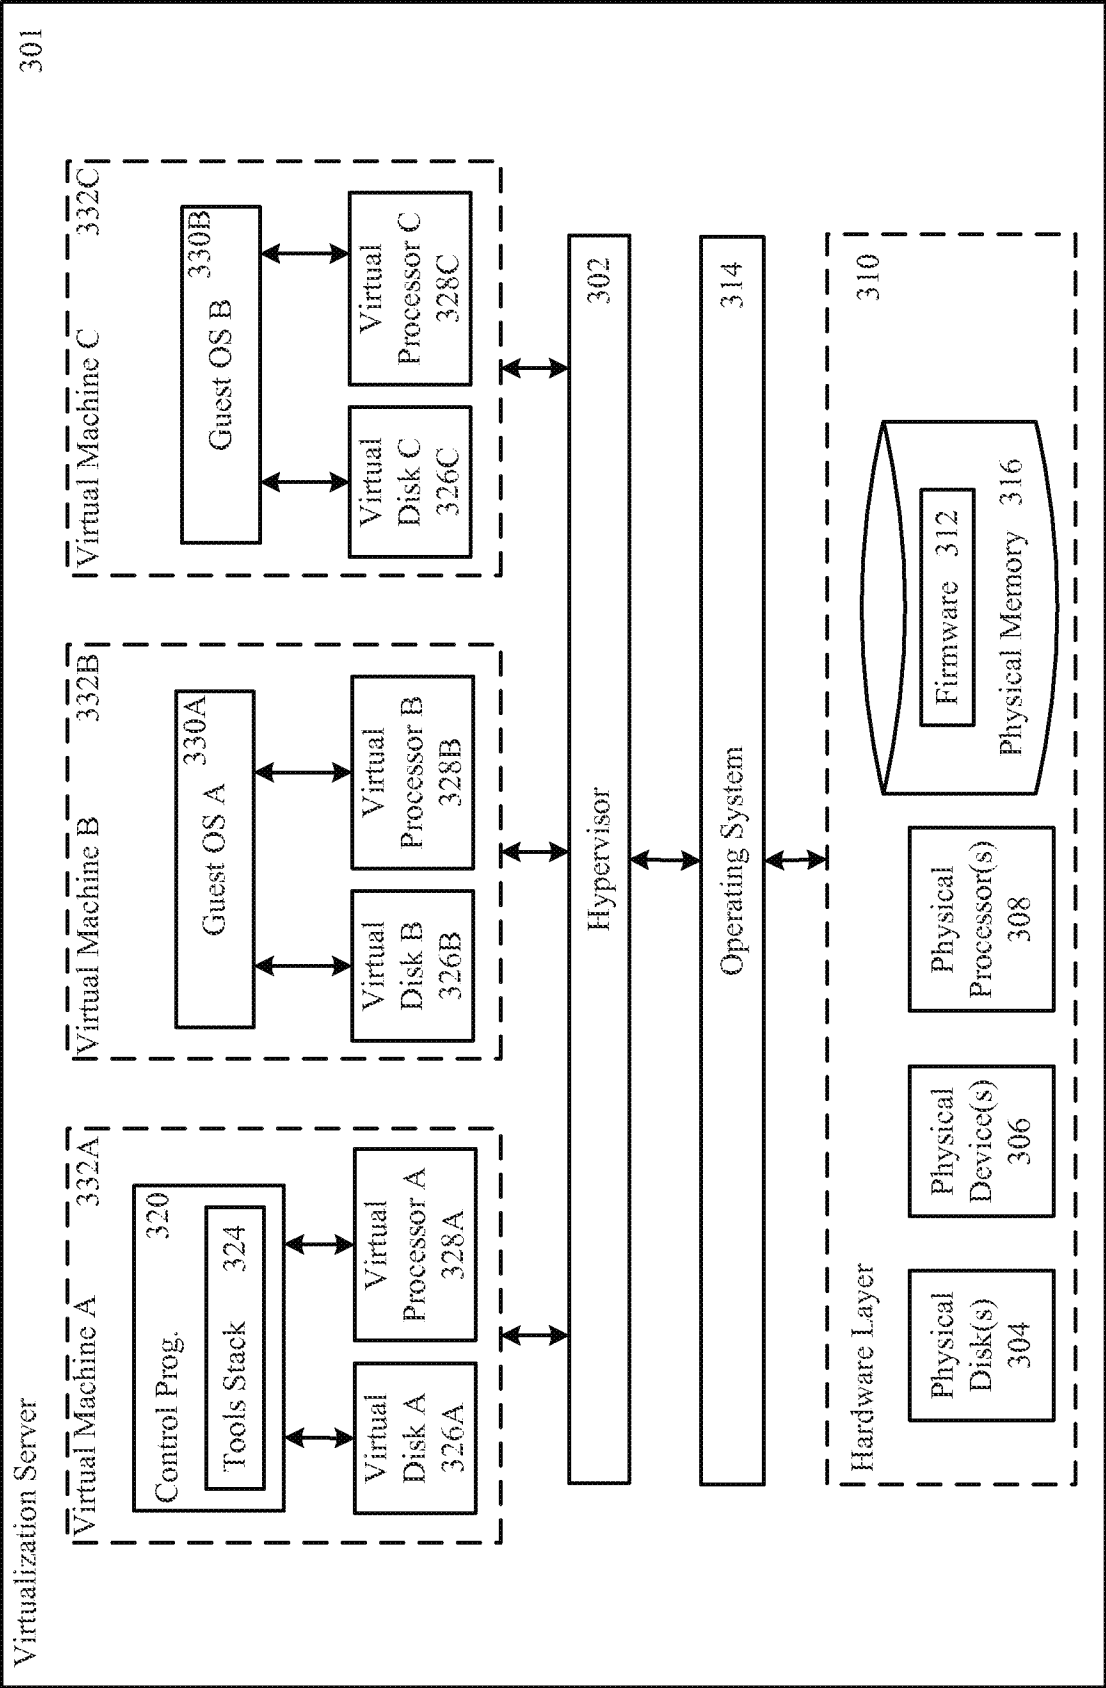 Virtualization Server 301
Virtual Machine A 332A
Control Prog. 320
Tools Stack 324
Virtual
Disk A
326A
Virtual
Processor A
328A
Virtual Machine B 332B
330A
Guest OS A
Virtual
Disk B
326B
Virtual
Processor B
328B
Virtual Machine C 332C
330B
Guest OS B
Virtual
Disk C
326C
Virtual
Processor C
328C
Hypervisor 302
Operating System 314
Hardware Layer 310
Physical
Disk(s)
304
Physical
Device(s)
306
Physical
Processor(s)
308
Firmware 312
Physical Memory 316